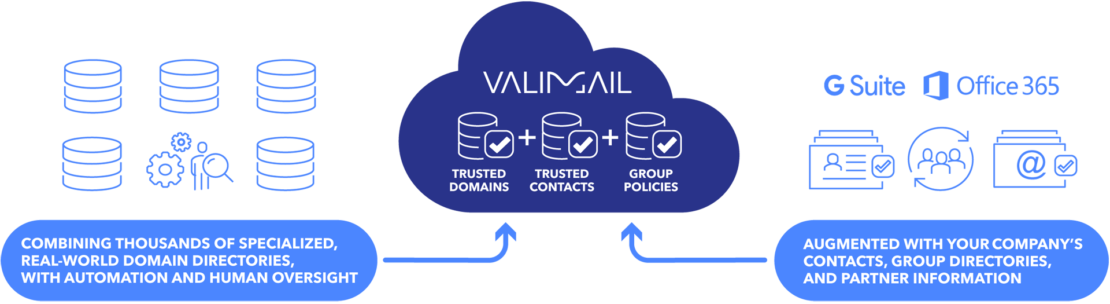 VALIMAIL
TRUSTED
DOMAINS
+
TRUSTED
CONTACTS
+
GROUP
POLICIES
G Suite
Office 365
@
COMBINING THOUSANDS OF SPECIALIZED,
REAL-WORLD DOMAIN DIRECTORIES,
WITH AUTOMATION AND HUMAN OVERSIGHT
AUGMENTED WITH YOUR COMPANY'S
CONTACTS, GROUP DIRECTORIES,
AND PARTNER INFORMATION